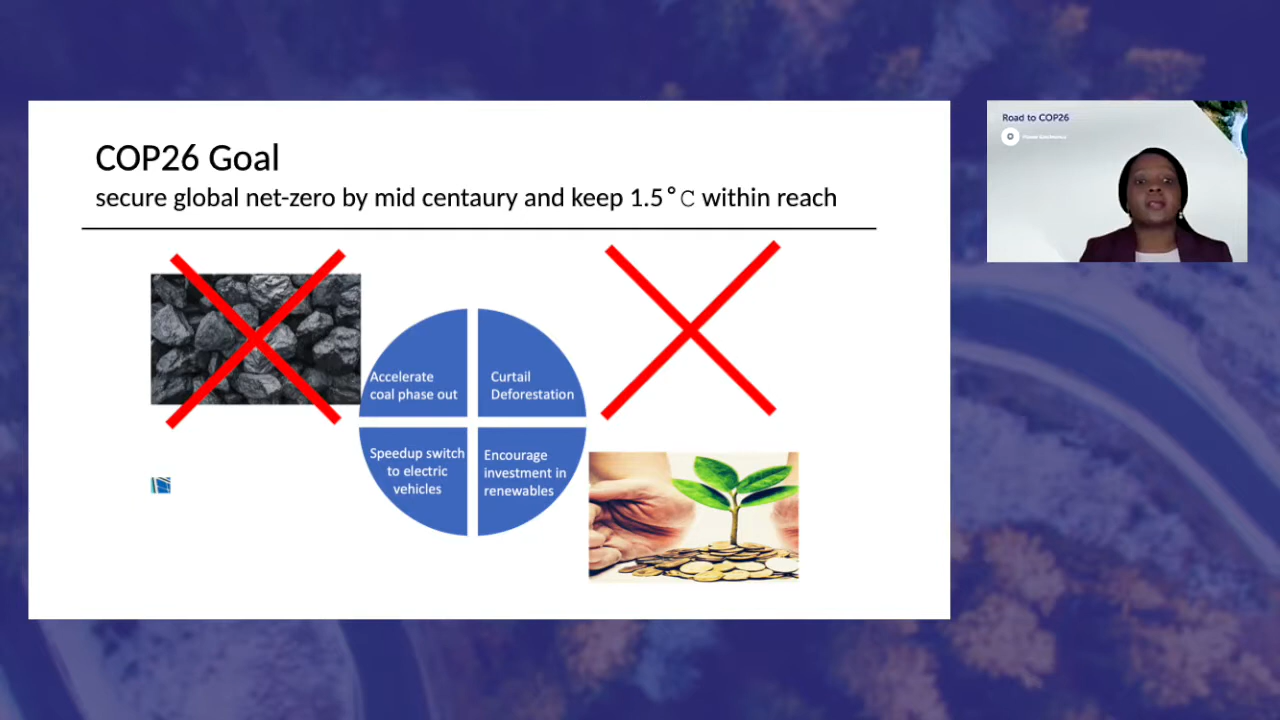 COP26 Goal
secure global net-zero by mid centaury and keep 1.5°C within reach
Accelerate
coal phase out
Curtail
Deforestation
Speedup switch
to electric
vehicles
Encourage
investment in
renewables
Road to COP26